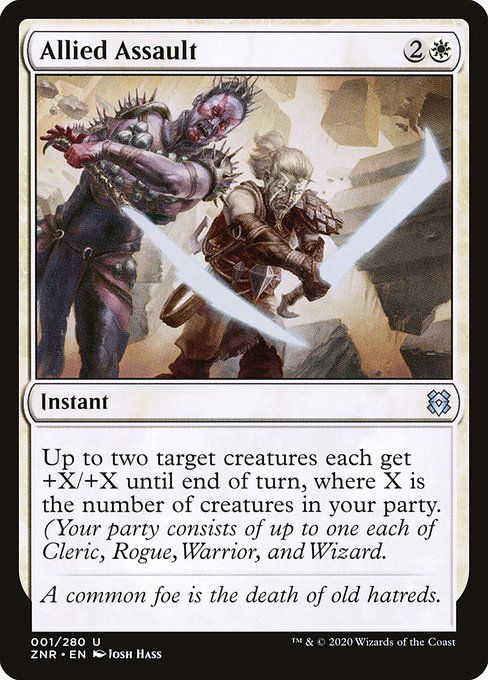 Allied Assault 2
Instant
Up to two target creatures each get
+X/+X until end of turn, where X is
the number of creatures in your party.
(Your party consists of up to one each of
Cleric, Rogue, Warrior, and Wizard.
A common foe is the death of old hatreds.
001/280 U
ZNR • EN Josh Hass
™ & © 2020 Wizards of the Coast